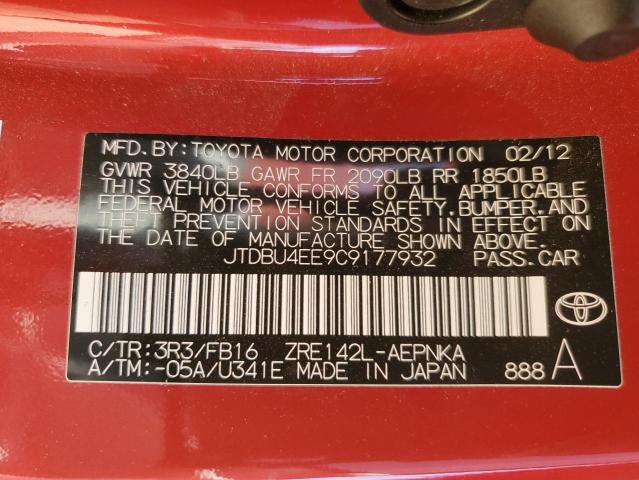 MFD. BY: TOYOTA MOTOR CORPORATION 02/12
GVWR 3840LB GAWR FR 2090LB RR 1850LB
THIS VEHICLE CONFORMS TO ALL APPLICABLE
FEDERAL MOTOR VEHICLE SAFETY, BUMPER, AND
THEFT PREVENTION STANDARDS IN EFFECT ON
THE DATE OF MANUFACTURE SHOWN ABOVE.
JTDBU4EE9C9177932 PASS. CAR
C/TR: 3R3/FB16 ZRE142L-AEPNKA
A/TM: -05A/U341E MADE IN JAPAN 888 A